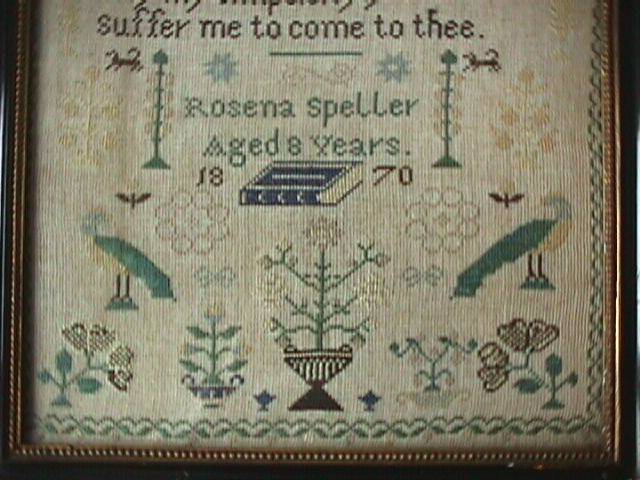 suffer me to come to thee.
Rosena Speller
Aged 8 Years.
18 70